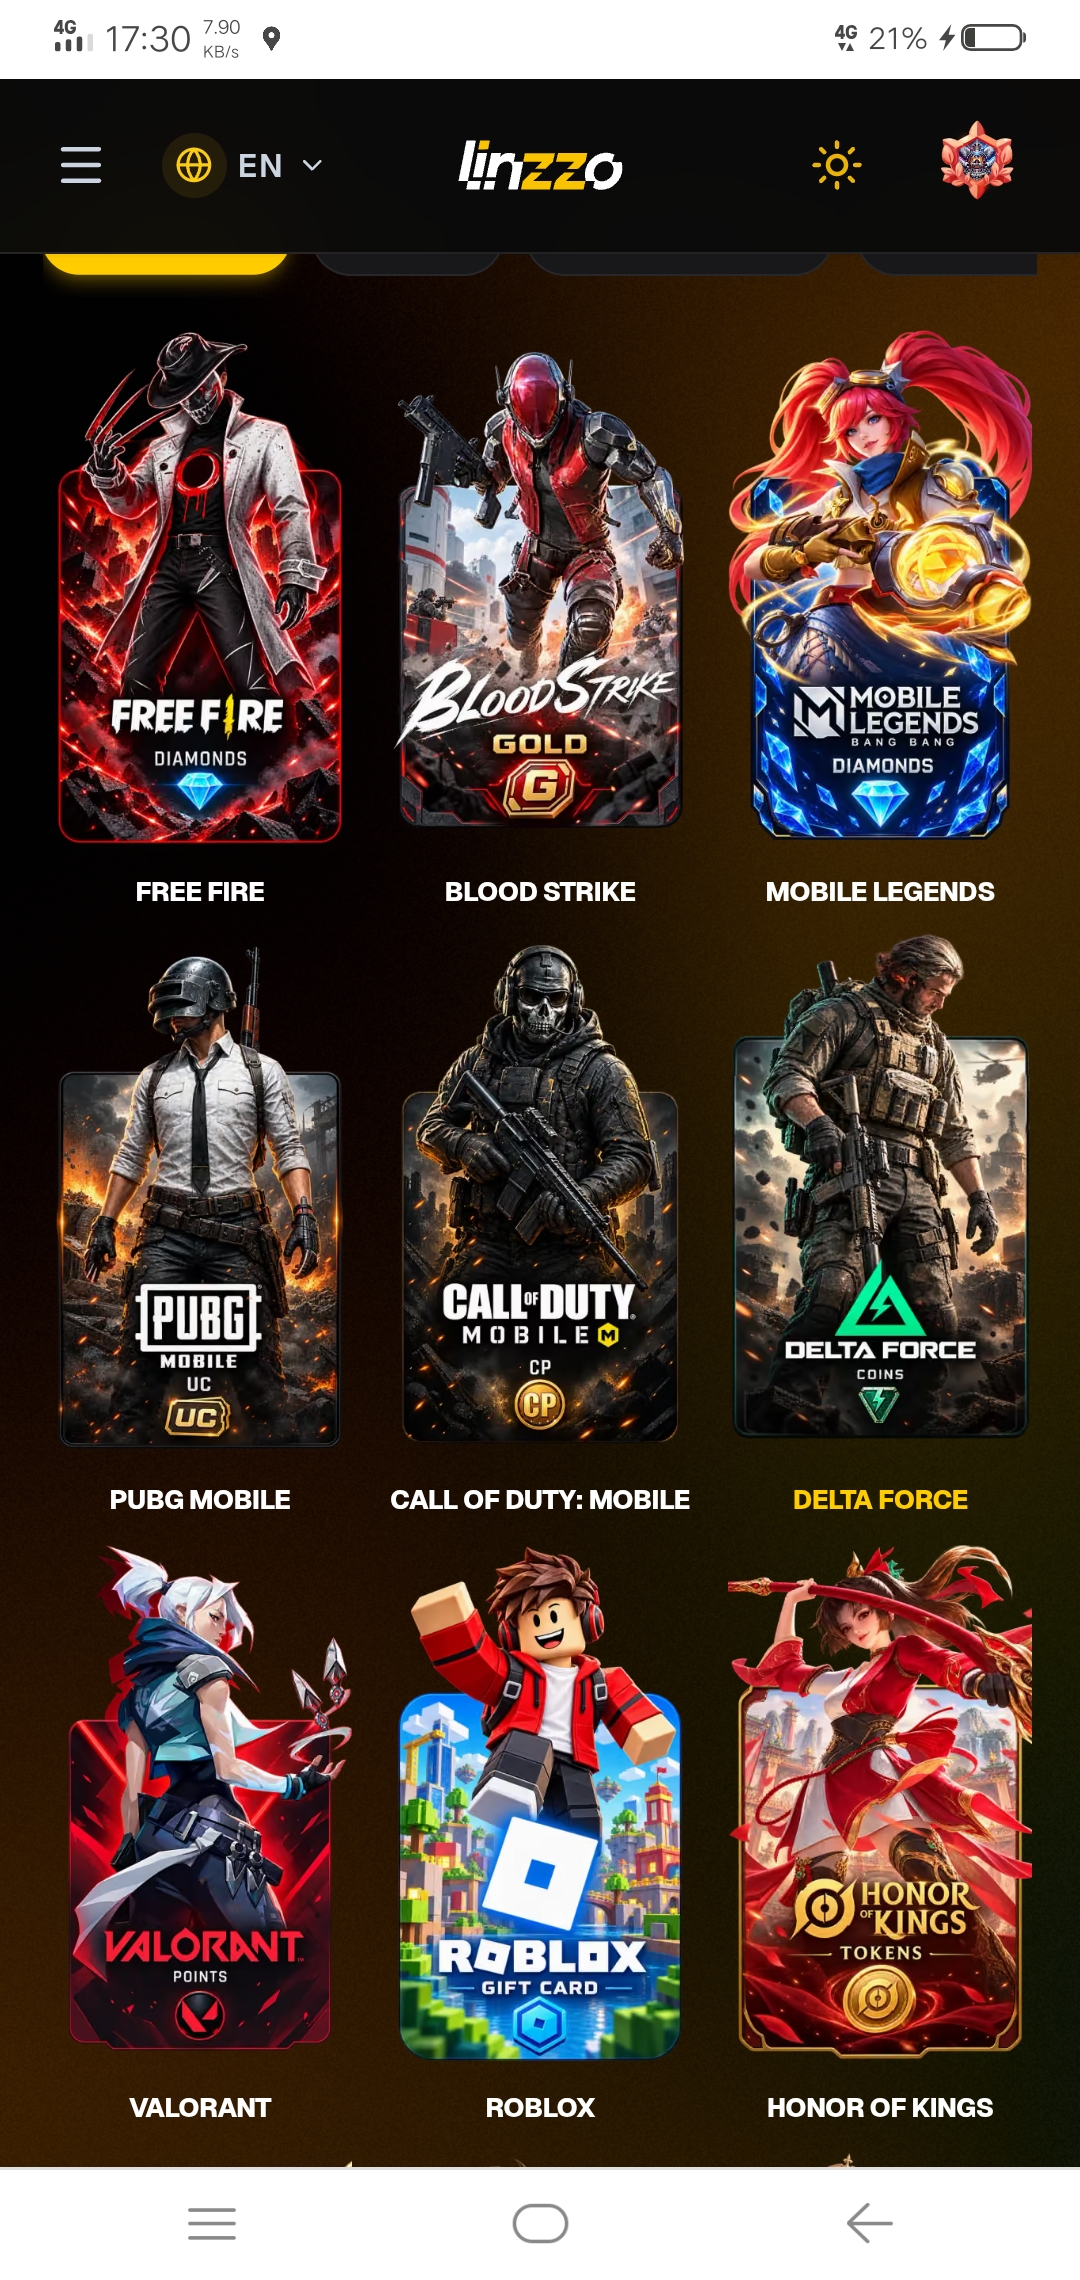 4G 17:30 7.90 KB/s 4G 21%
EN linzzo
FREE FIRE
DIAMONDS
BLOOD STRIKE
GOLD
G
MOBILE
LEGENDS
BANG BANG
DIAMONDS
FREE FIRE
BLOOD STRIKE
MOBILE LEGENDS
PUBG
MOBILE
UC
UC
CALL OF DUTY
MOBILE M
CP
CP
DELTA FORCE
COINS
PUBG MOBILE
CALL OF DUTY: MOBILE
DELTA FORCE
VALORANT
POINTS
ROBLOX
GIFT CARD
HONOR
OF KINGS
TOKENS
VALORANT
ROBLOX
HONOR OF KINGS